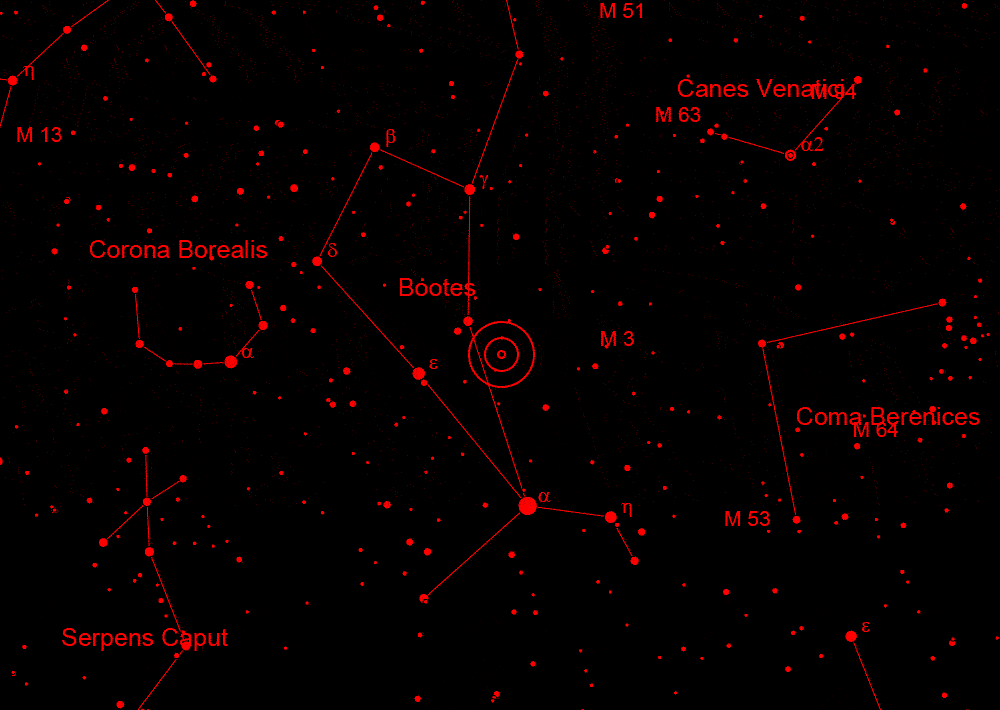 M 51
η
Canes Venatici
M 94
M 63
M 13
β
α2
γ
Corona Borealis
δ
Bootes
M 3
α
ε
Coma Berenices
M 64
α
η
M 53
ε
Serpens Caput